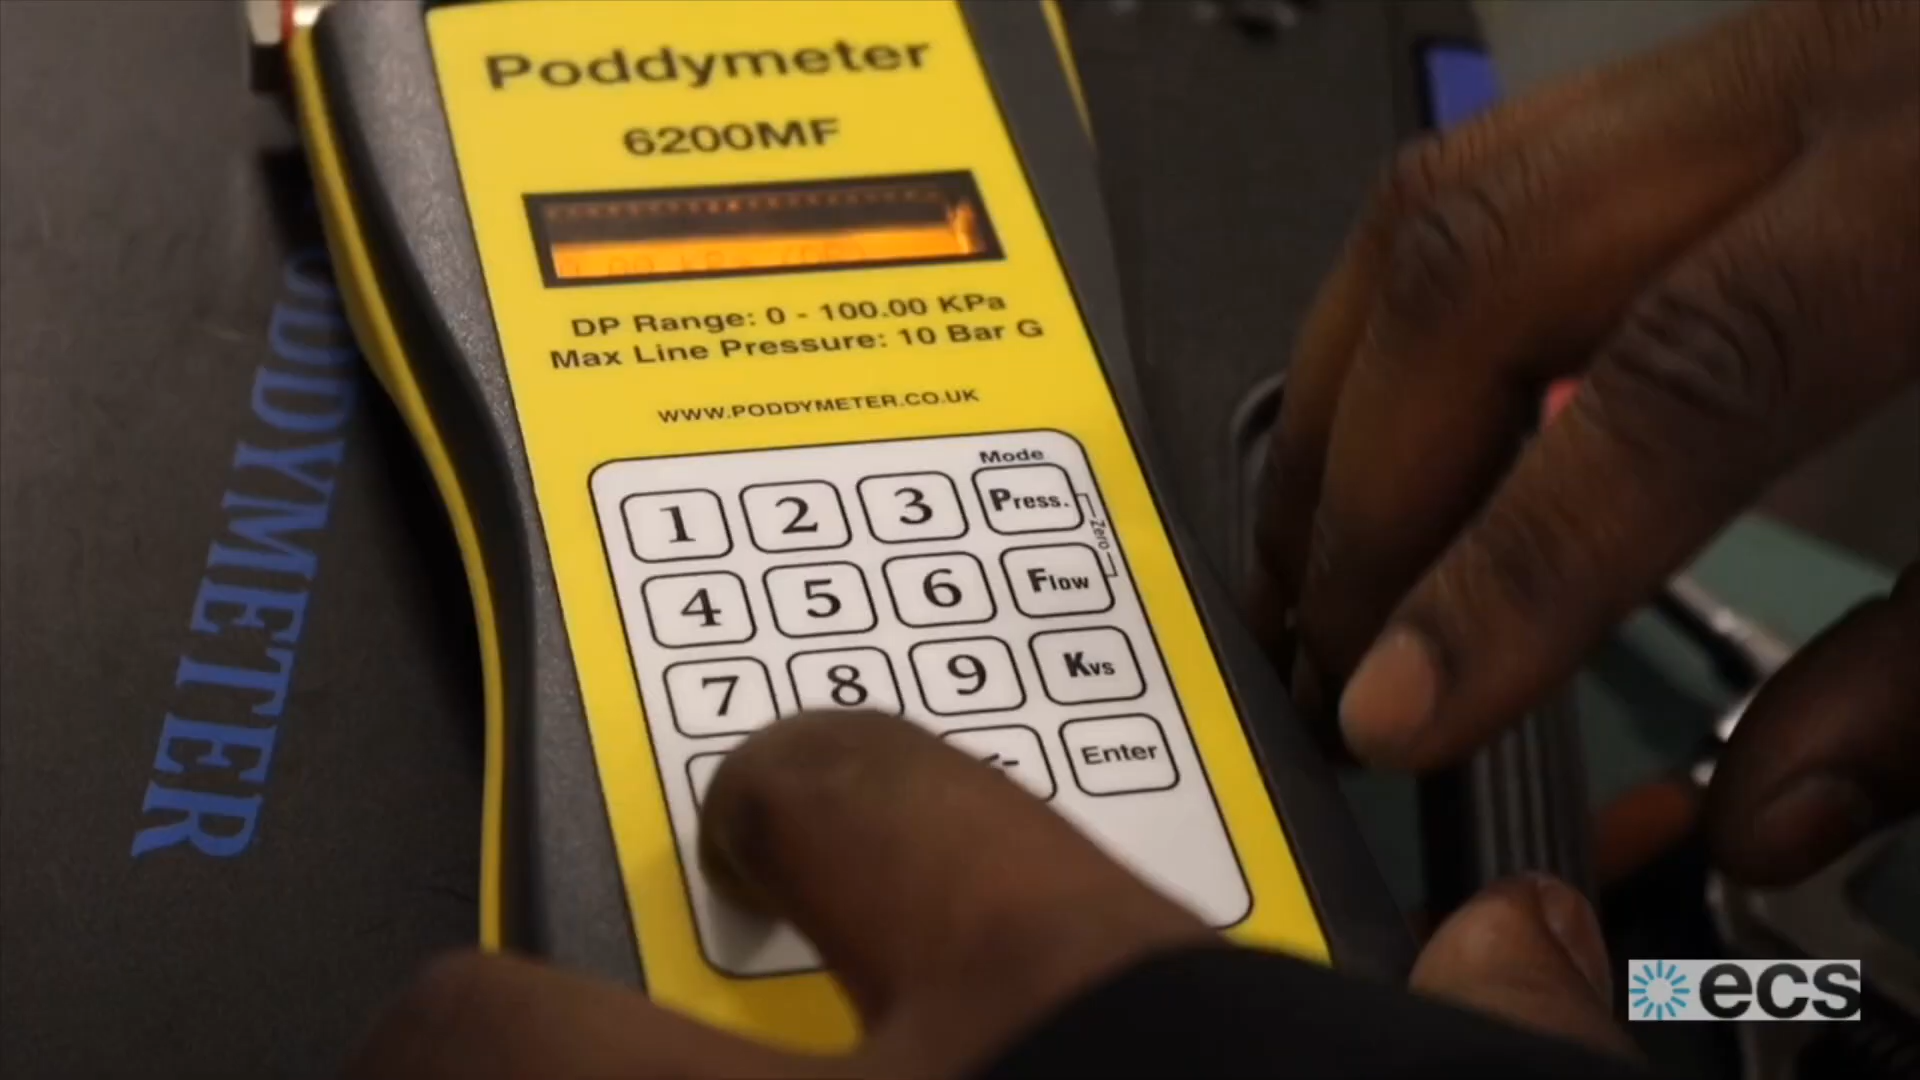 Poddymeter
6200MF
DP Range: 0 - 100.00 KPa
Max Line Pressure: 10 Bar G
WWW.PODDYMETER.CO.UK
Mode
1 2 3 Press.
Zero
4 5 6 Flow
7 8 9 Kvs
<- Enter
PODDYMETER
ecs